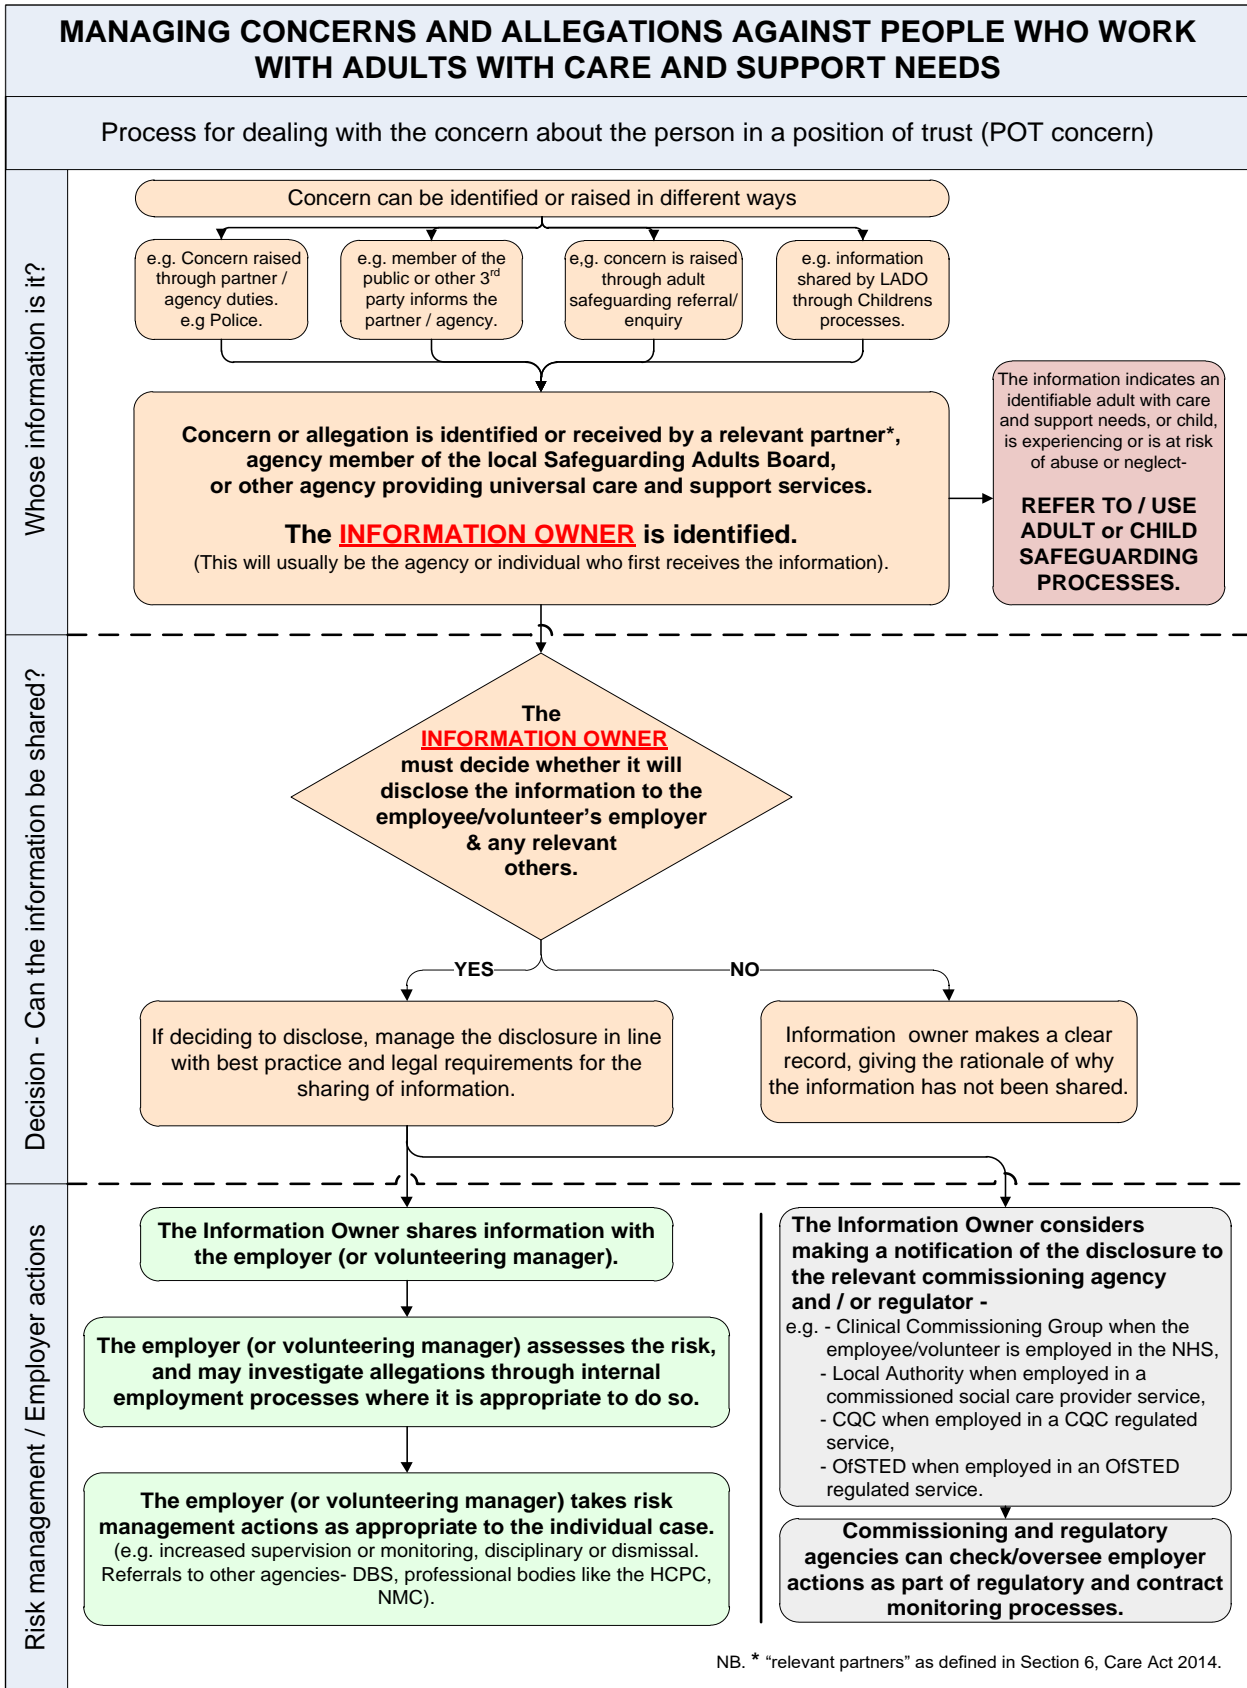 MANAGING CONCERNS AND ALLEGATIONS AGAINST PEOPLE WHO WORK
WITH ADULTS WITH CARE AND SUPPORT NEEDS
Process for dealing with the concern about the person in a position of trust (POT concern)
Whose information is it?
Concern can be identified or raised in different ways
e.g. Concern raised
through partner /
agency duties.
e.g Police.
e.g. member of the
public or other 3rd
party informs the
partner / agency.
e,g. concern is raised
through adult
safeguarding referral/
enquiry
e.g. information
shared by LADO
through Childrens
processes.
Concern or allegation is identified or received by a relevant partner*,
agency member of the local Safeguarding Adults Board,
or other agency providing universal care and support services.
The INFORMATION OWNER is identified.
(This will usually be the agency or individual who first receives the information).
The information indicates an
identifiable adult with care
and support needs, or child,
is experiencing or is at risk
of abuse or neglect-
REFER TO / USE
ADULT or CHILD
SAFEGUARDING
PROCESSES.
Decision - Can the information be shared?
The
INFORMATION OWNER
must decide whether it will
disclose the information to the
employee/volunteer’s employer
& any relevant
others.
YES
NO
If deciding to disclose, manage the disclosure in line
with best practice and legal requirements for the
sharing of information.
Information owner makes a clear
record, giving the rationale of why
the information has not been shared.
Risk management / Employer actions
The Information Owner shares information with
the employer (or volunteering manager).
The employer (or volunteering manager) assesses the risk,
and may investigate allegations through internal
employment processes where it is appropriate to do so.
The employer (or volunteering manager) takes risk
management actions as appropriate to the individual case.
(e.g. increased supervision or monitoring, disciplinary or dismissal.
Referrals to other agencies- DBS, professional bodies like the HCPC,
NMC).
The Information Owner considers
making a notification of the disclosure to
the relevant commissioning agency
and / or regulator -
e.g. - Clinical Commissioning Group when the
employee/volunteer is employed in the NHS,
- Local Authority when employed in a
commissioned social care provider service,
- CQC when employed in a CQC regulated
service,
- OfSTED when employed in an OfSTED
regulated service.
Commissioning and regulatory
agencies can check/oversee employer
actions as part of regulatory and contract
monitoring processes.
NB. * “relevant partners” as defined in Section 6, Care Act 2014.